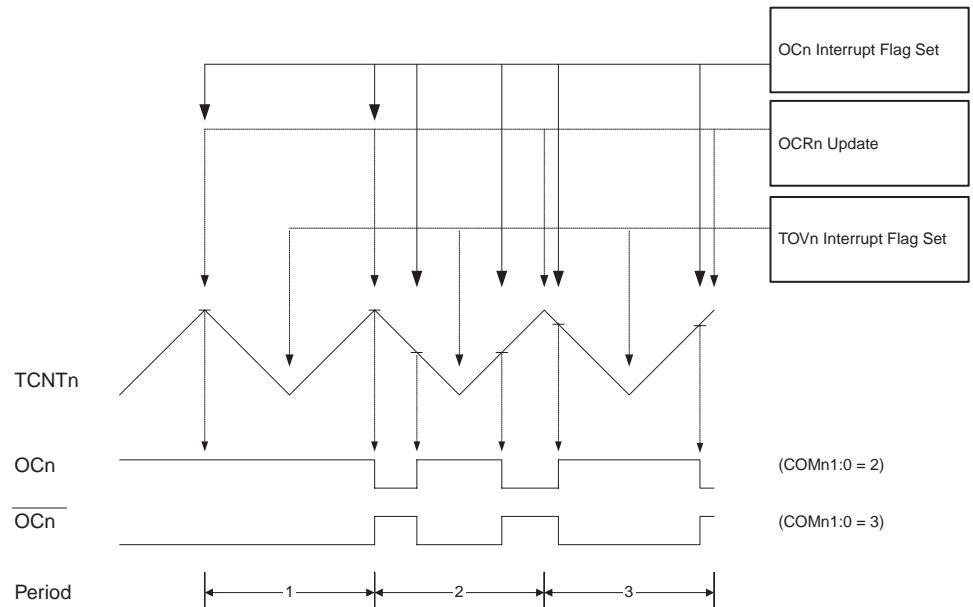 OCn Interrupt Flag Set
OCRn Update
TOVn Interrupt Flag Set
TCNTn
OCn (COMn1:0 = 2)
OCn (COMn1:0 = 3)
Period 1 2 3